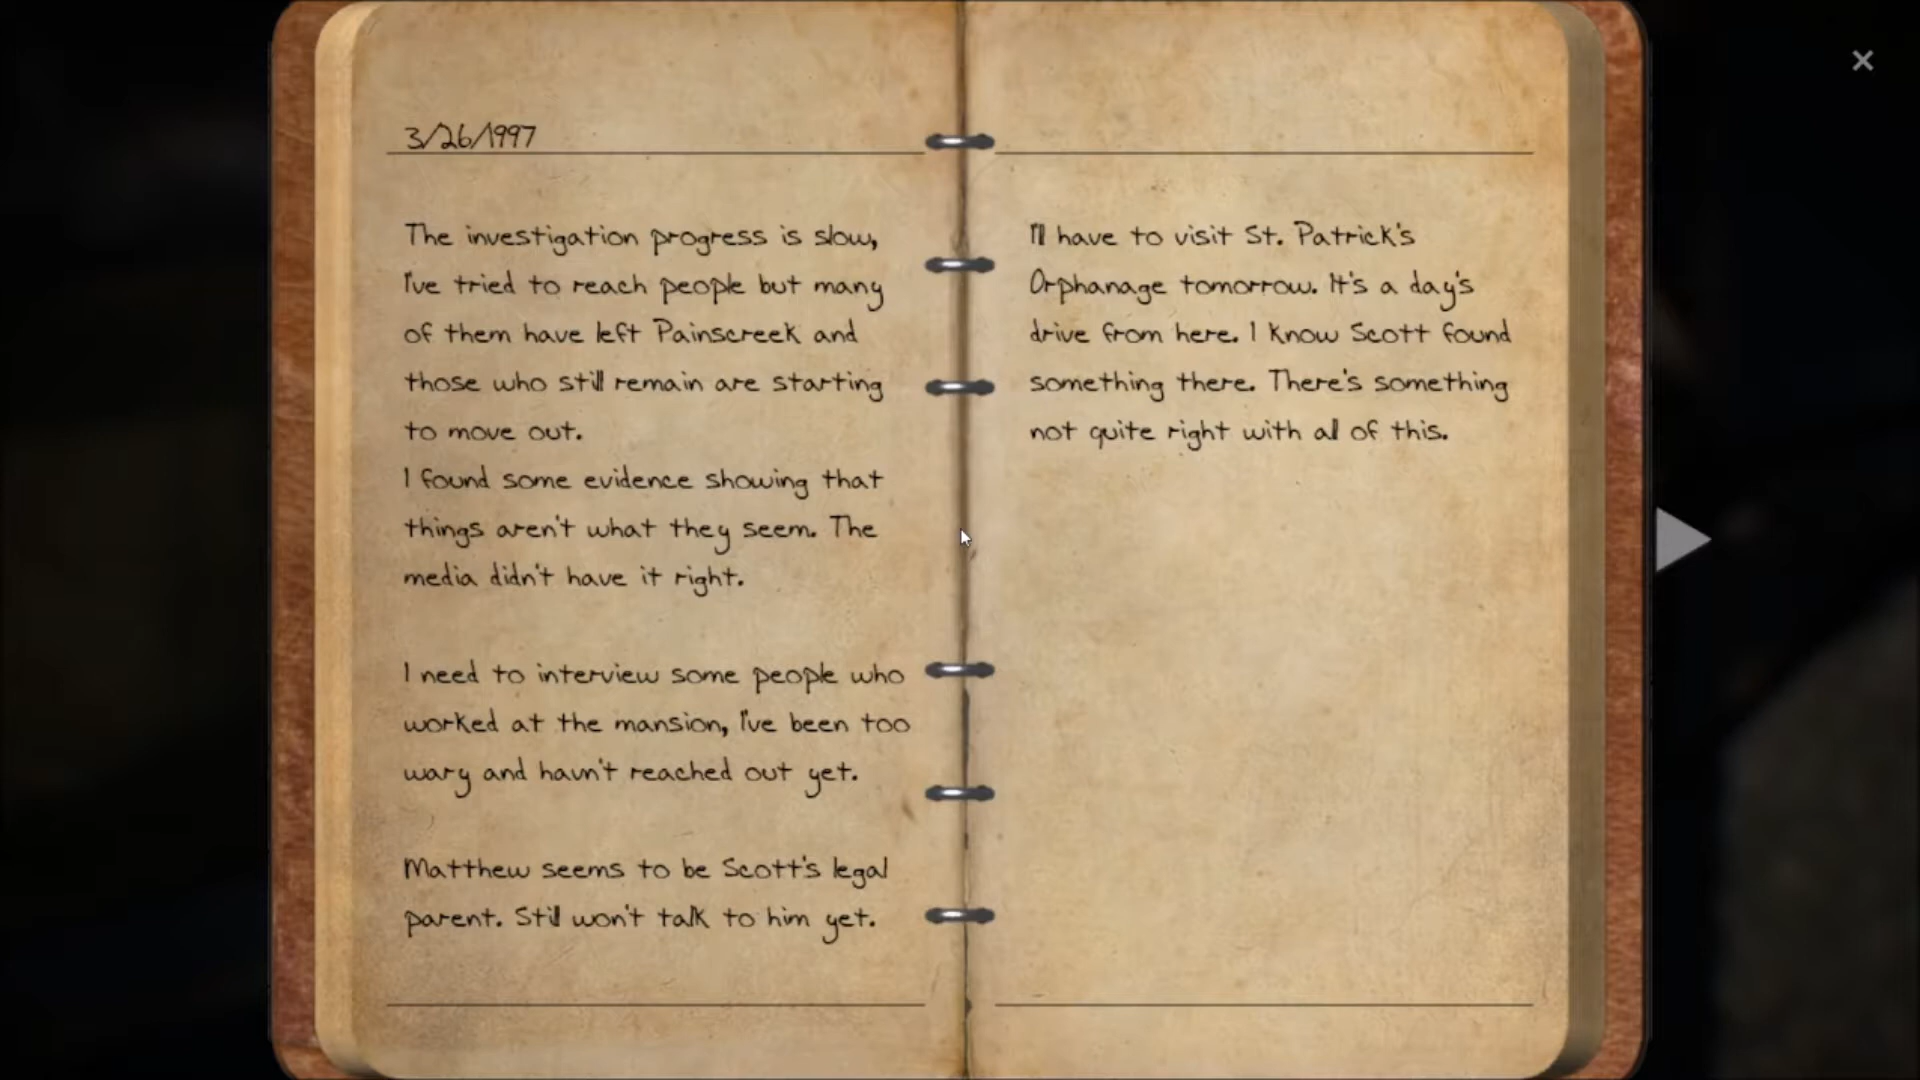 3/26/1997
The investigation progress is slow,
I've tried to reach people but many
of them have left Painscreek and
those who still remain are starting
to move out.
I found some evidence showing that
things aren't what they seem. The
media didn't have it right.
I need to interview some people who
worked at the mansion, I've been too
wary and havn't reached out yet.
Matthew seems to be Scott's legal
parent. Still won't talk to him yet.
I'll have to visit St. Patrick's
Orphanage tomorrow. It's a day's
drive from here. I know Scott found
something there. There's something
not quite right with all of this.